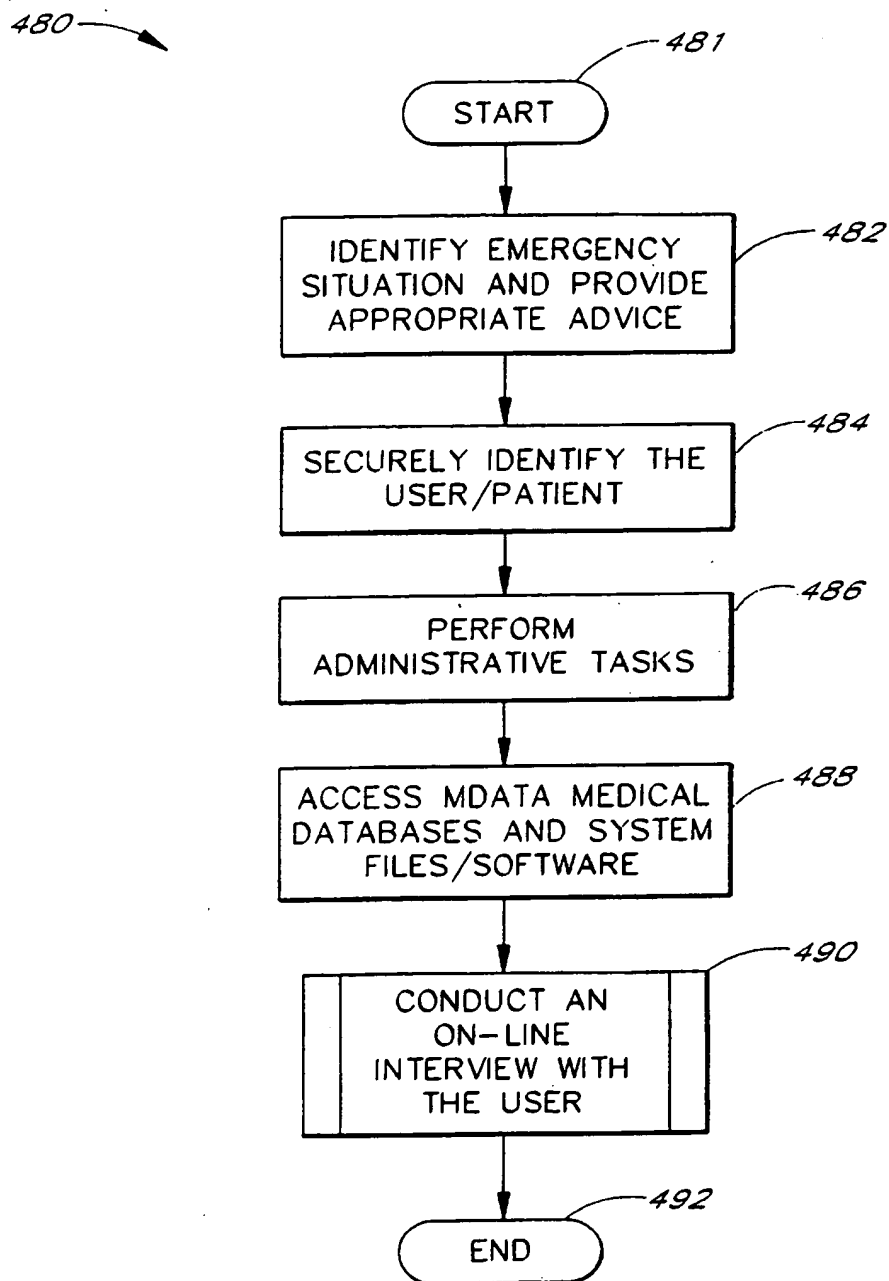 480
481
START
482
IDENTIFY EMERGENCY
SITUATION AND PROVIDE
APPROPRIATE ADVICE
484
SECURELY IDENTIFY THE
USER/PATIENT
486
PERFORM
ADMINISTRATIVE TASKS
488
ACCESS MDATA MEDICAL
DATABASES AND SYSTEM
FILES/SOFTWARE
490
CONDUCT AN
ON-LINE
INTERVIEW WITH
THE USER
492
END